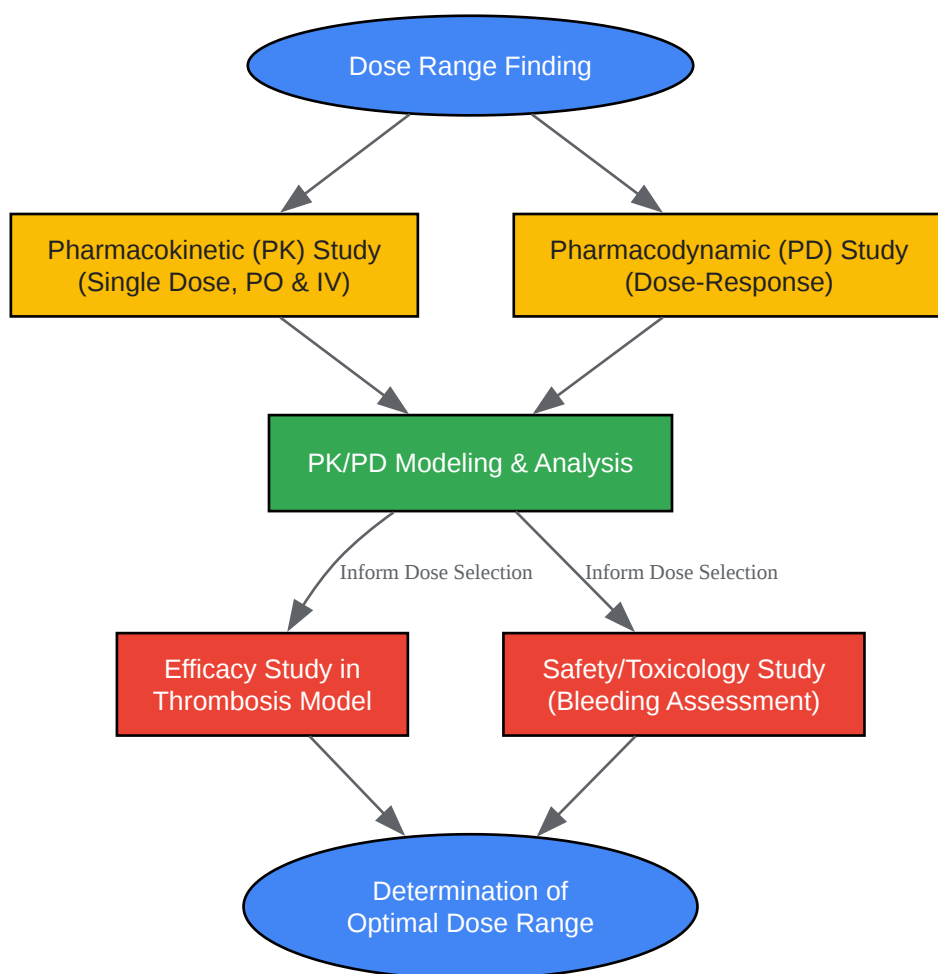 Dose Range Finding
Pharmacokinetic (PK) Study
(Single Dose, PO & IV)
Pharmacodynamic (PD) Study
(Dose-Response)
PK/PD Modeling & Analysis
Inform Dose Selection
Inform Dose Selection
Efficacy Study in
Thrombosis Model
Safety/Toxicology Study
(Bleeding Assessment)
Determination of
Optimal Dose Range